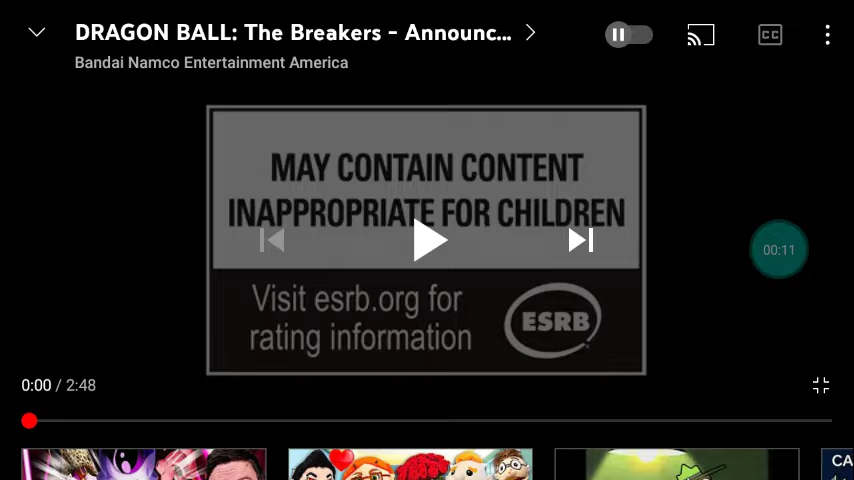 DRAGON BALL: The Breakers - Announc...
Bandai Namco Entertainment America
CC
MAY CONTAIN CONTENT
INAPPROPRIATE FOR CHILDREN
00:11
Visit esrb.org for
rating information
ESRB
0:00 / 2:48
CA